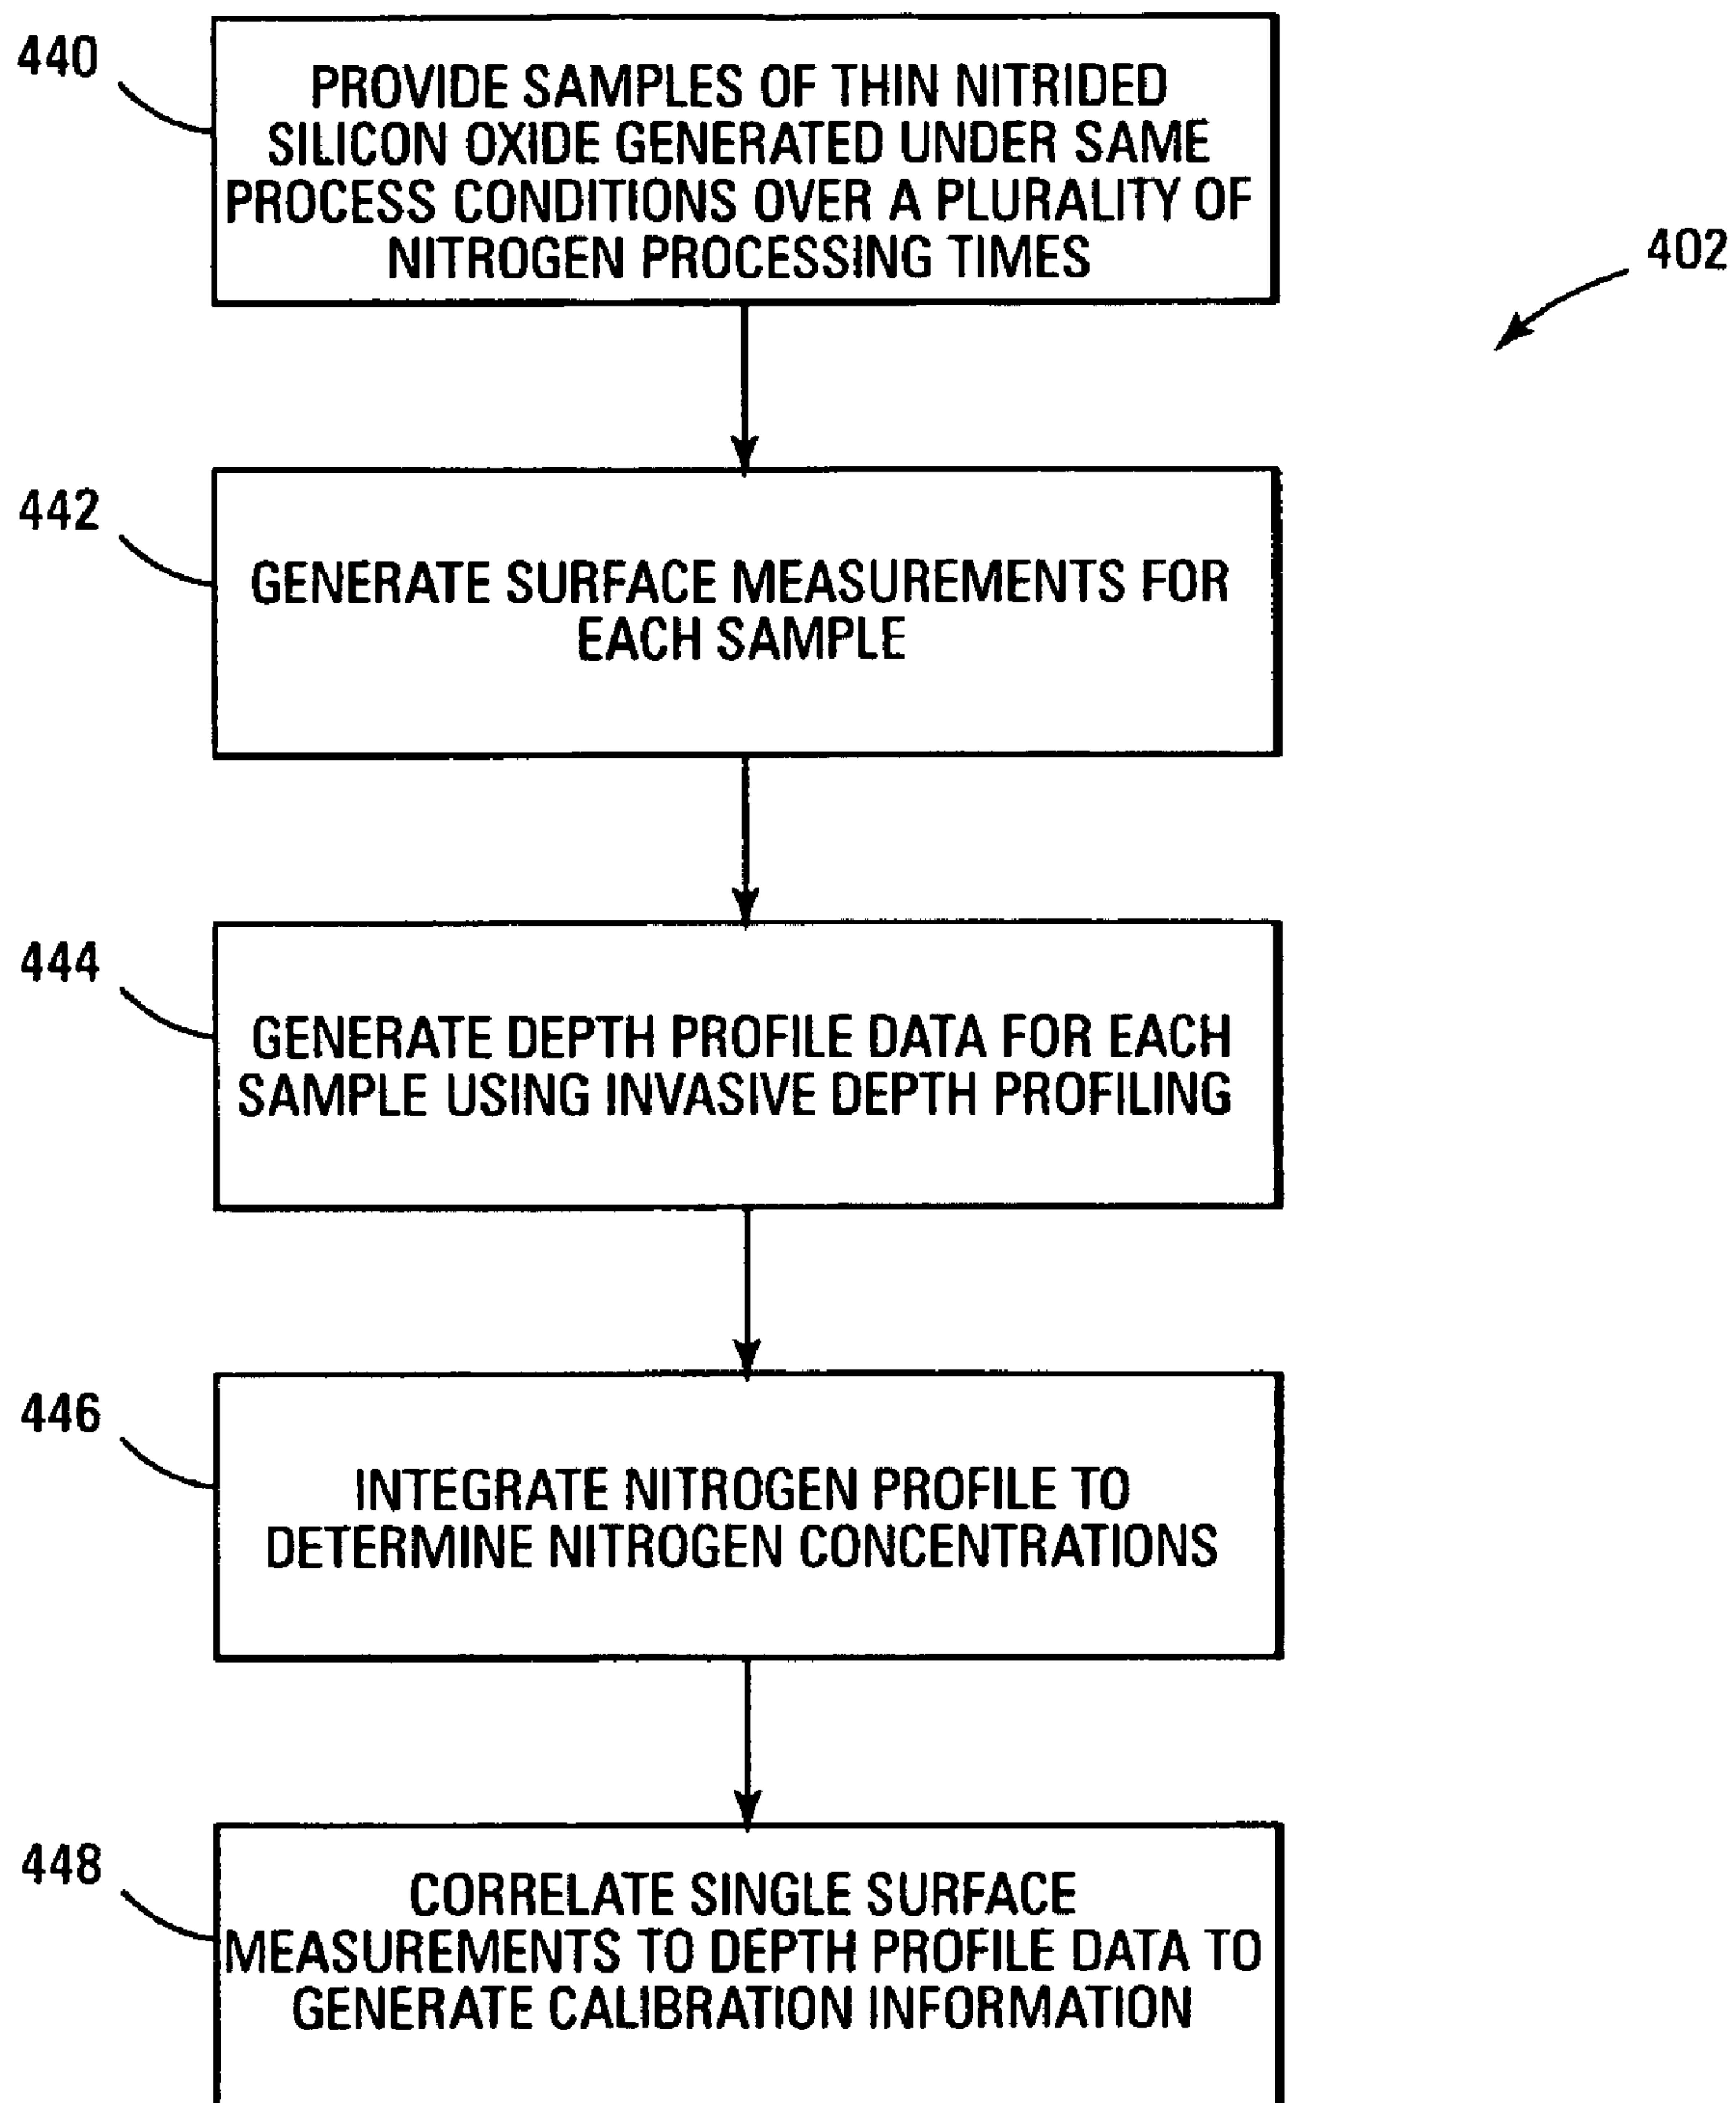 440
PROVIDE SAMPLES OF THIN NITRIDED
SILICON OXIDE GENERATED UNDER SAME
PROCESS CONDITIONS OVER A PLURALITY OF
NITROGEN PROCESSING TIMES
402
442
GENERATE SURFACE MEASUREMENTS FOR
EACH SAMPLE
444
GENERATE DEPTH PROFILE DATA FOR EACH
SAMPLE USING INVASIVE DEPTH PROFILING
446
INTEGRATE NITROGEN PROFILE TO
DETERMINE NITROGEN CONCENTRATIONS
448
CORRELATE SINGLE SURFACE
MEASUREMENTS TO DEPTH PROFILE DATA TO
GENERATE CALIBRATION INFORMATION